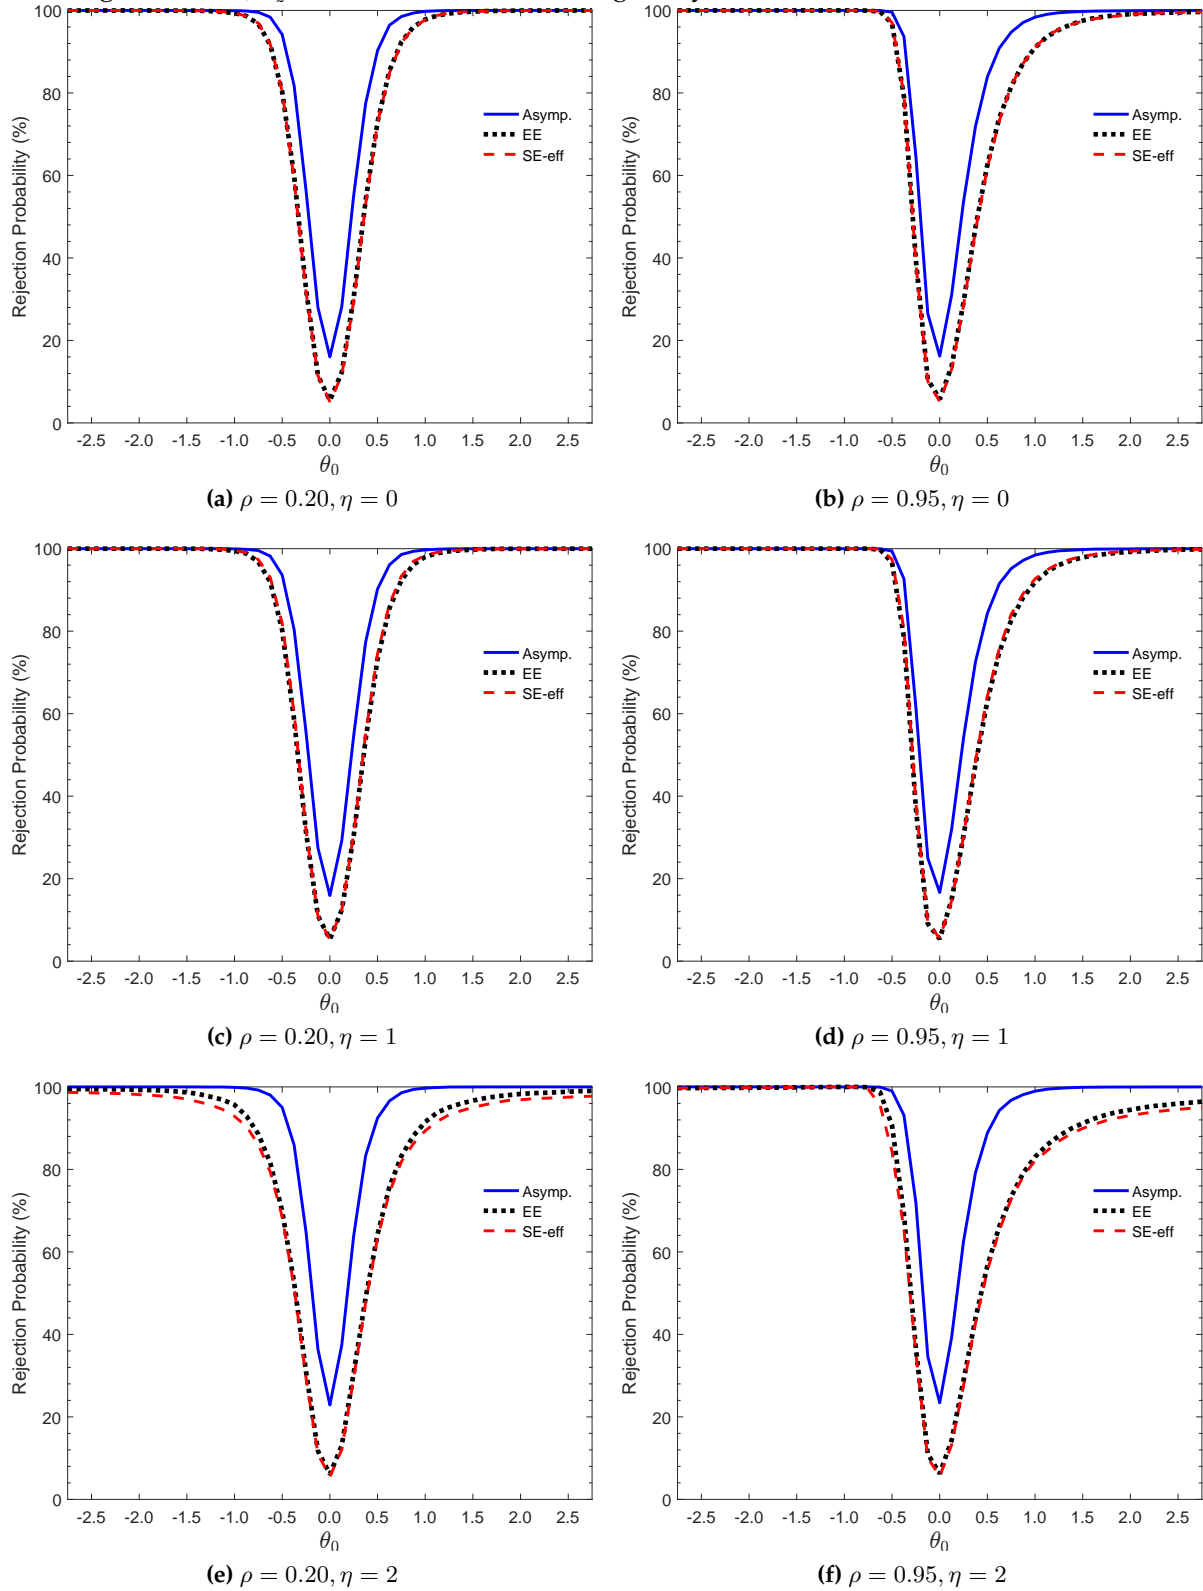 100
80
60
40
20
0
Rejection Probability (%)
Asymp.
EE
SE-eff
-2.5 -2.0 -1.5 -1.0 -0.5 0.0 0.5 1.0 1.5 2.0 2.5
θ0
(a) ρ = 0.20, η = 0
100
80
60
40
20
0
Rejection Probability (%)
Asymp.
EE
SE-eff
-2.5 -2.0 -1.5 -1.0 -0.5 0.0 0.5 1.0 1.5 2.0 2.5
θ0
(b) ρ = 0.95, η = 0
100
80
60
40
20
0
Rejection Probability (%)
Asymp.
EE
SE-eff
-2.5 -2.0 -1.5 -1.0 -0.5 0.0 0.5 1.0 1.5 2.0 2.5
θ0
(c) ρ = 0.20, η = 1
100
80
60
40
20
0
Rejection Probability (%)
Asymp.
EE
SE-eff
-2.5 -2.0 -1.5 -1.0 -0.5 0.0 0.5 1.0 1.5 2.0 2.5
θ0
(d) ρ = 0.95, η = 1
100
80
60
40
20
0
Rejection Probability (%)
Asymp.
EE
SE-eff
-2.5 -2.0 -1.5 -1.0 -0.5 0.0 0.5 1.0 1.5 2.0 2.5
θ0
(e) ρ = 0.20, η = 2
100
80
60
40
20
0
Rejection Probability (%)
Asymp.
EE
SE-eff
-2.5 -2.0 -1.5 -1.0 -0.5 0.0 0.5 1.0 1.5 2.0 2.5
θ0
(f) ρ = 0.95, η = 2